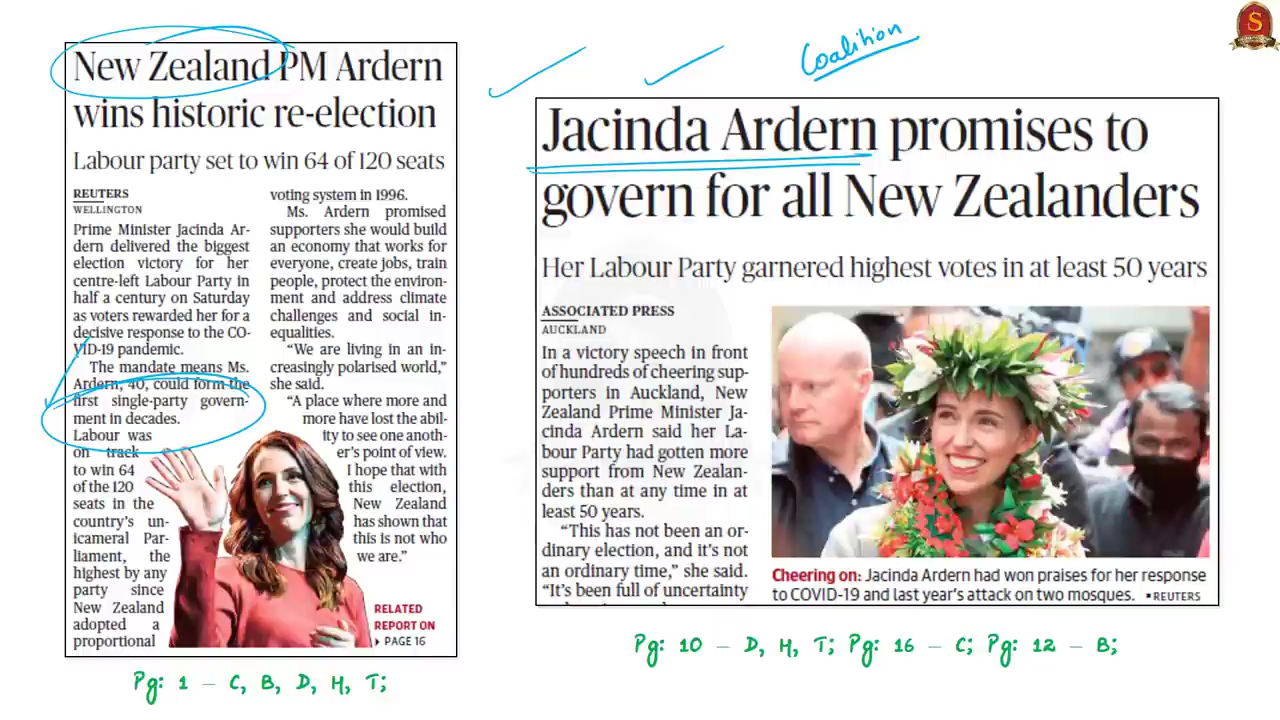 New Zealand PM Ardern
wins historic re-election
Labour party set to win 64 of 120 seats
REUTERS
WELLINGTON
Prime Minister Jacinda Ar-
dern delivered the biggest
election victory for her
centre-left Labour Party in
half a century on Saturday
as voters rewarded her for a
decisive response to the CO-
VID-19 pandemic.
The mandate means Ms.
Ardern, 40, could form the
first single-party govern-
ment in decades.
Labour was
on track
to win 64
of the 120
seats in the
country's un-
icameral Par-
liament, the
highest by any
party since
New Zealand
adopted a
proportional
voting system in 1996.
Ms. Ardern promised
supporters she would build
an economy that works for
everyone, create jobs, train
people, protect the environ-
ment and address climate
challenges and social in-
equalities.
“We are living in an in-
creasingly polarised world,”
she said.
“A place where more and
more have lost the abil-
ity to see one anoth-
er's point of view.
I hope that with
this election,
New Zealand
has shown that
this is not who
we are.”
RELATED
REPORT ON
PAGE 16
Pg: 1 – C, B, D, H, T;
Coalition
S
Jacinda Ardern promises to
govern for all New Zealanders
Her Labour Party garnered highest votes in at least 50 years
ASSOCIATED PRESS
AUCKLAND
In a victory speech in front
of hundreds of cheering sup-
porters in Auckland, New
Zealand Prime Minister Ja-
cinda Ardern said her La-
bour Party had gotten more
support from New Zealan-
ders than at any time in at
least 50 years.
“This has not been an or-
dinary election, and it's not
an ordinary time,” she said.
“It's been full of uncertainty
Cheering on: Jacinda Ardern had won praises for her response
to COVID-19 and last year's attack on two mosques. ▪REUTERS
Pg: 10 – D, H, T; Pg: 16 – C; Pg: 12 – B;